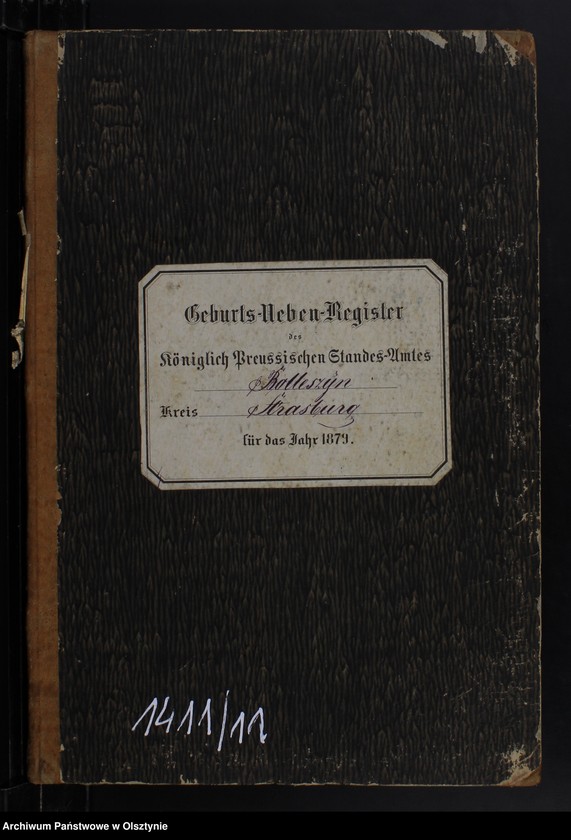 Geburts-Neben-Register
des
Königlich Preussischen Standes-Amtes
Kölleszyn
Kreis Strasburg
für das Jahr 1879.
1411/11
Archiwum Państwowe w Olsztynie